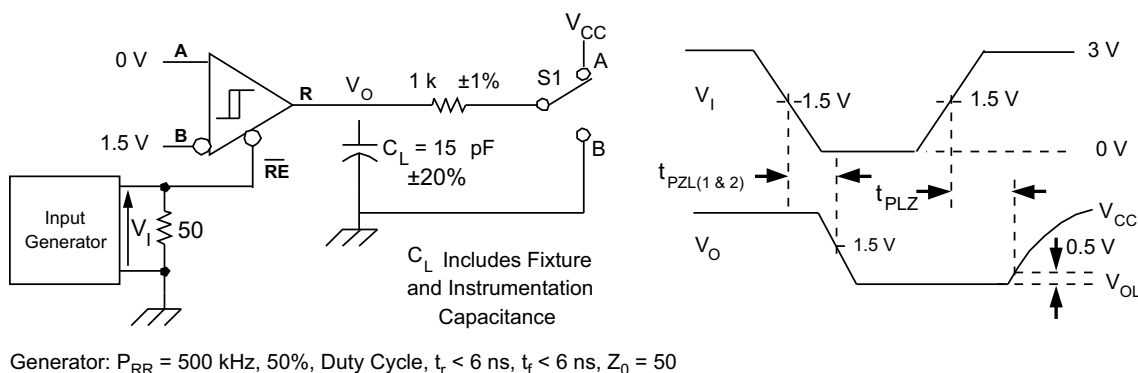 0 V
A
1.5 V
B
R
RE
V_O
1 k ±1%
S1
V_CC
A
B
C_L = 15 pF
±20%
Input
Generator
V_I
50
C_L Includes Fixture
and Instrumentation
Capacitance
V_I
3 V
1.5 V
1.5 V
0 V
t_PZL(1 & 2)
t_PLZ
V_O
1.5 V
V_CC
0.5 V
V_OL
Generator: P_RR = 500 kHz, 50%, Duty Cycle, t_r < 6 ns, t_f < 6 ns, Z_0 = 50